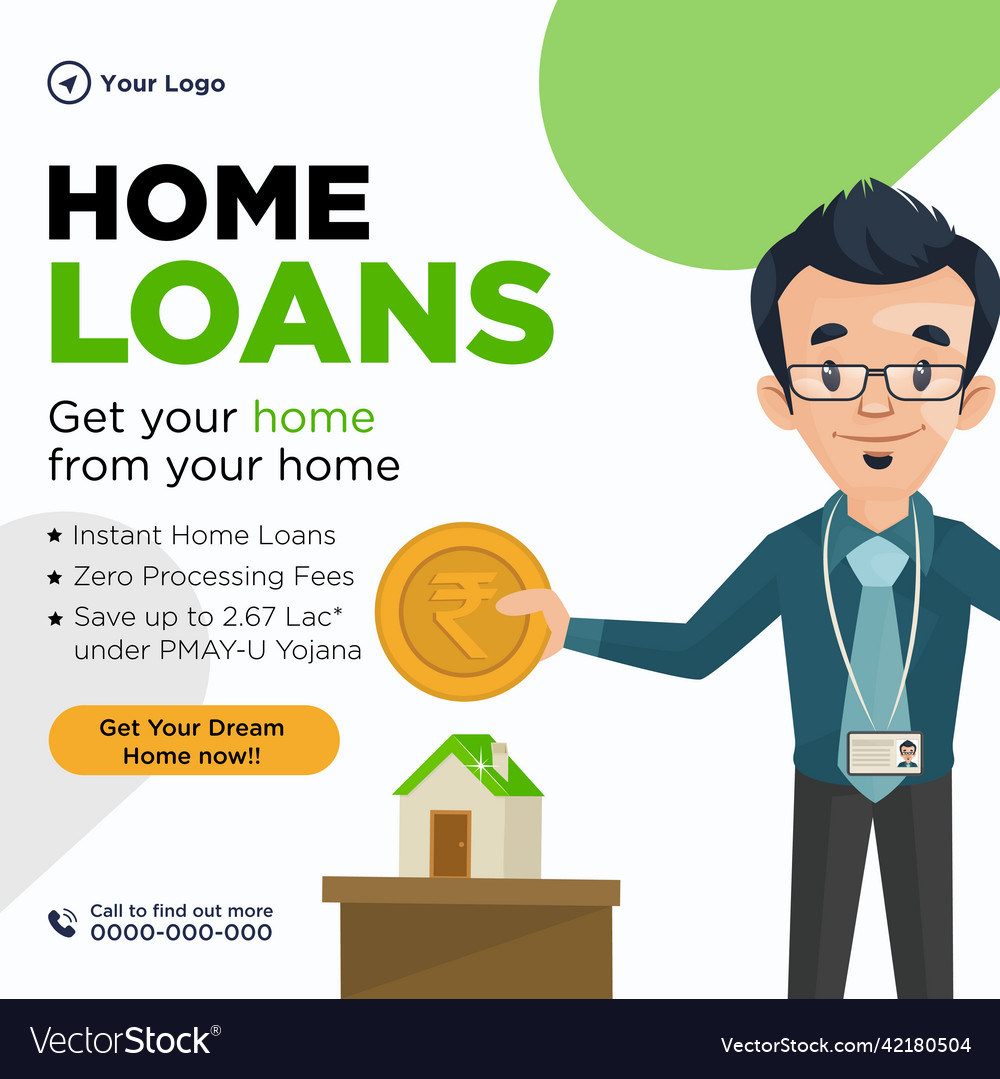 Your Logo
HOME
LOANS
Get your home
from your home
★ Instant Home Loans
★ Zero Processing Fees
★ Save up to 2.67 Lac*
under PMAY-U Yojana
₹
Get Your Dream
Home now!!
Call to find out more
0000-000-000
VectorStock®
VectorStock.com/42180504